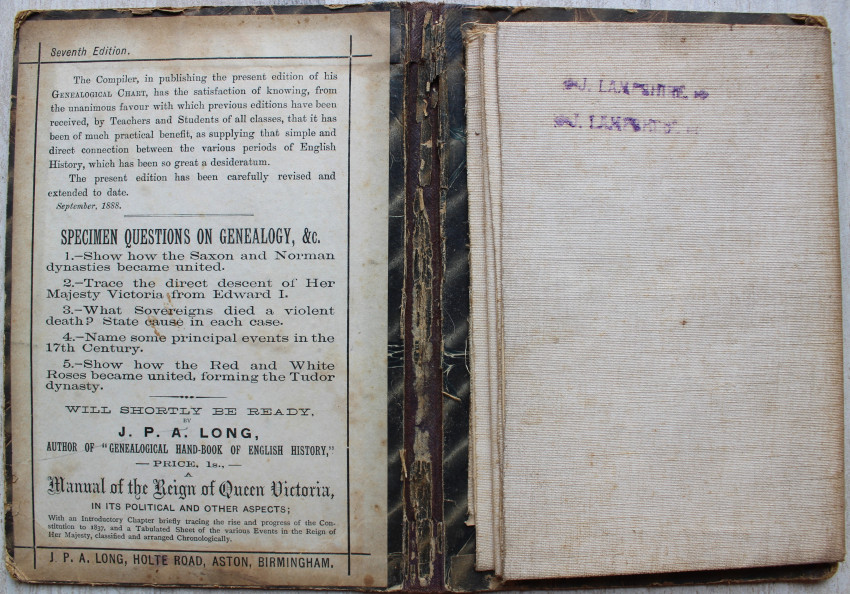 Seventh Edition.
The Compiler, in publishing the present edition of his
GENEALOGICAL CHART, has the satisfaction of knowing, from
the unanimous favour with which previous editions have been
received, by Teachers and Students of all classes, that it has
been of much practical benefit, as supplying that simple and
direct connection between the various periods of English
History, which has been so great a desideratum.
The present edition has been carefully revised and
extended to date.
September, 1888.
SPECIMEN QUESTIONS ON GENEALOGY, &c.
1.—Show how the Saxon and Norman
dynasties became united.
2.—Trace the direct descent of Her
Majesty Victoria from Edward I.
3.—What Sovereigns died a violent
death? State cause in each case.
4.—Name some principal events in the
17th Century.
5.—Show how the Red and White
Roses became united, forming the Tudor
dynasty.
WILL SHORTLY BE READY,
BY
J. P. A. LONG,
AUTHOR OF "GENEALOGICAL HAND-BOOK OF ENGLISH HISTORY,"
— PRICE, 1s., —
A
Manual of the Reign of Queen Victoria,
IN ITS POLITICAL AND OTHER ASPECTS;
With an Introductory Chapter briefly tracing the rise and progress of the Con-
stitution to 1837, and a Tabulated Sheet of the various Events in the Reign of
Her Majesty, classified and arranged Chronologically.
J. P. A. LONG, HOLTE ROAD, ASTON, BIRMINGHAM.
J.
J.